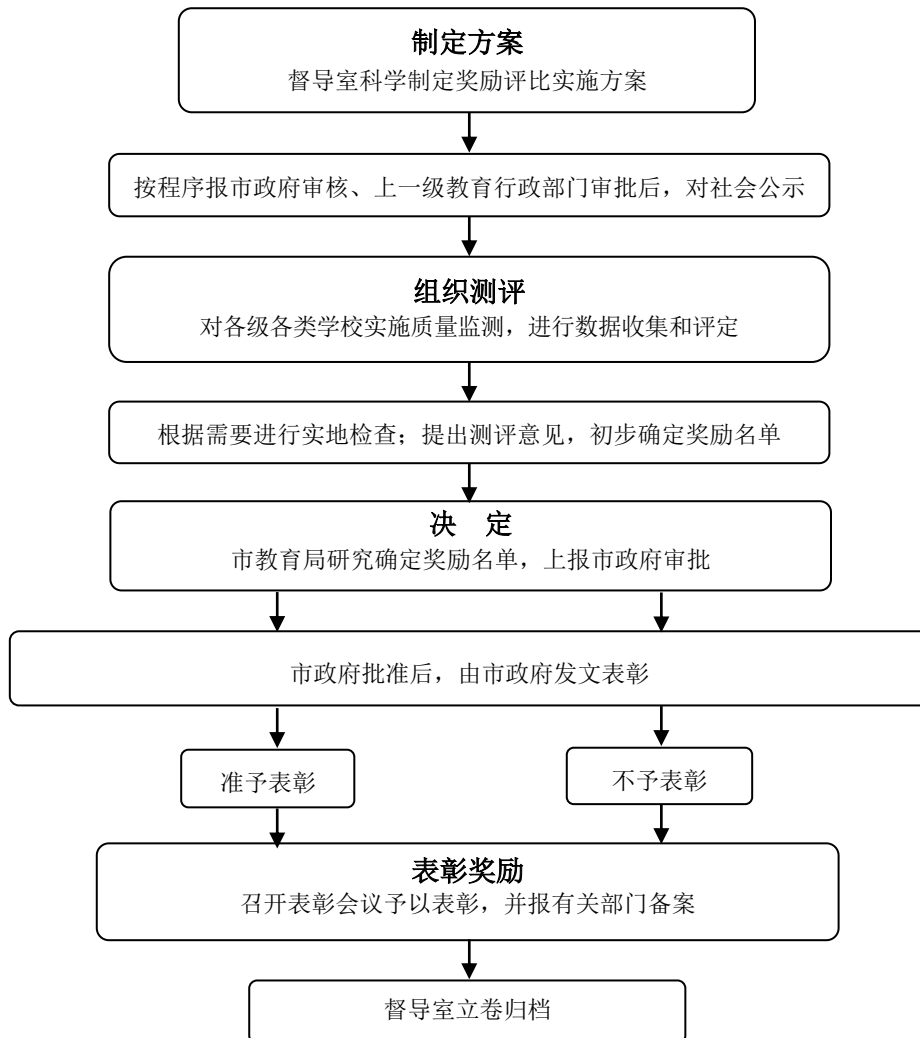 制定方案
督导室科学制定奖励评比实施方案
按程序报市政府审核、上一级教育行政部门审批后，对社会公示
组织测评
对各级各类学校实施质量监测，进行数据收集和评定
根据需要进行实地检查；提出测评意见，初步确定奖励名单
决　定
市教育局研究确定奖励名单，上报市政府审批
市政府批准后，由市政府发文表彰
准予表彰
不予表彰
表彰奖励
召开表彰会议予以表彰，并报有关部门备案
督导室立卷归档